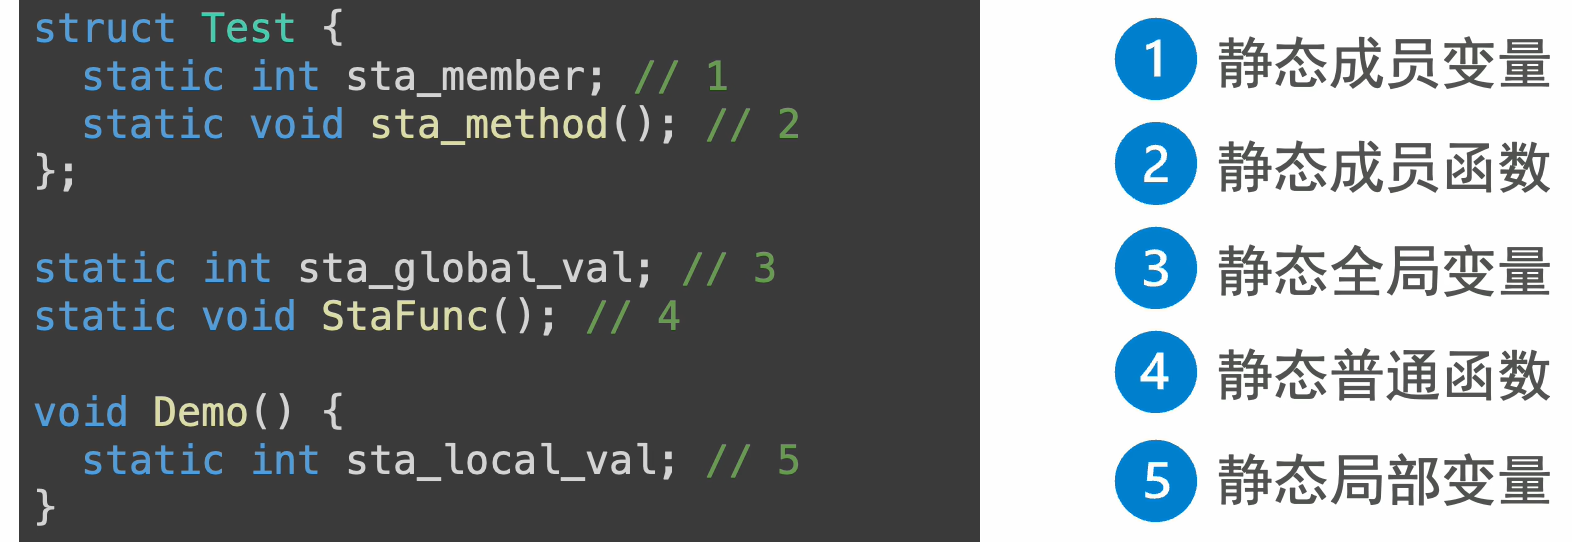 struct Test {
  static int sta_member; // 1
  static void sta_method(); // 2
};

static int sta_global_val; // 3
static void StaFunc(); // 4

void Demo() {
  static int sta_local_val; // 5
}
1 静态成员变量
2 静态成员函数
3 静态全局变量
4 静态普通函数
5 静态局部变量